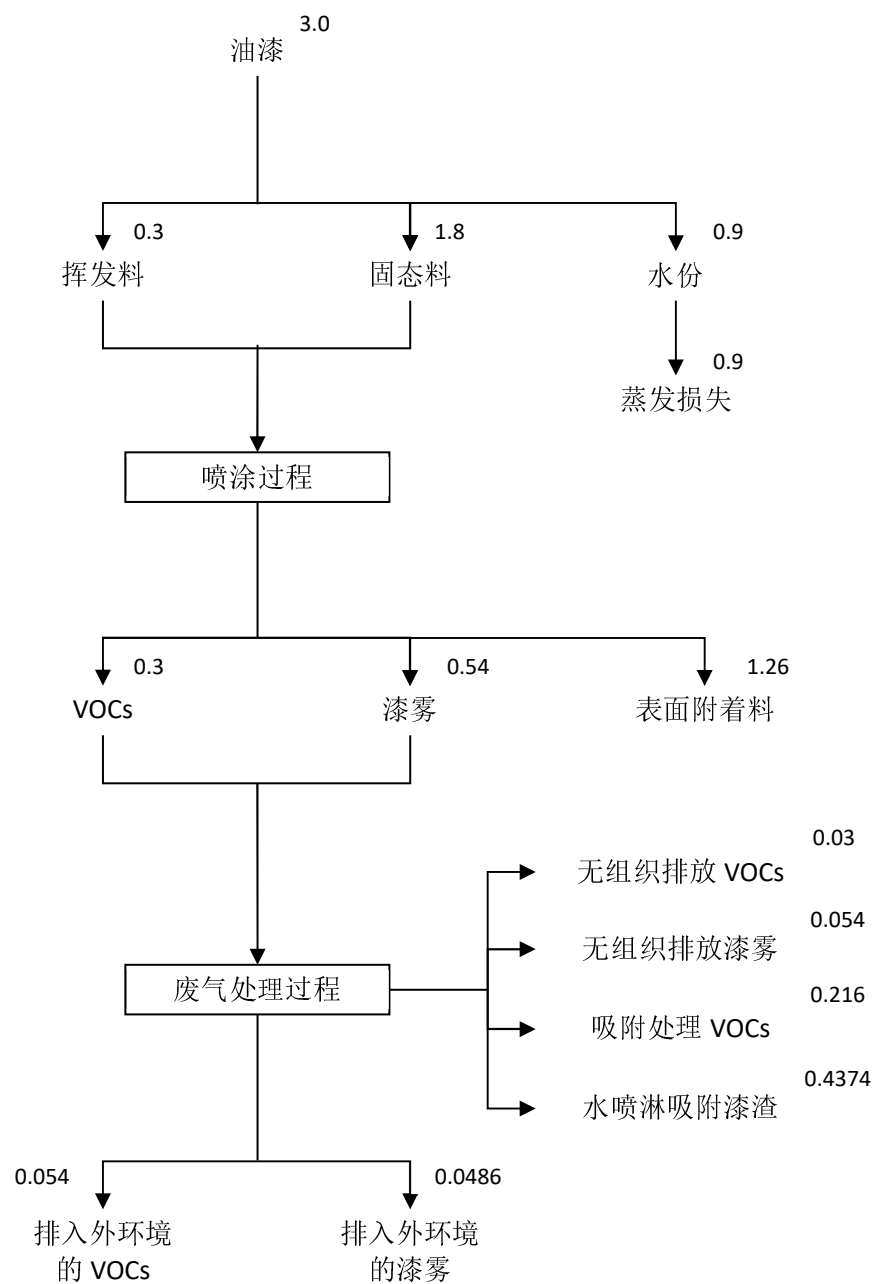 3.0
油漆
0.3
1.8
0.9
挥发料
固态料
水份
0.9
蒸发损失
喷涂过程
0.3
0.54
1.26
VOCs
漆雾
表面附着料
0.03
无组织排放 VOCs
0.054
无组织排放漆雾
废气处理过程
0.216
吸附处理 VOCs
0.4374
水喷淋吸附漆渣
0.054
0.0486
排入外环境
的 VOCs
排入外环境
的漆雾